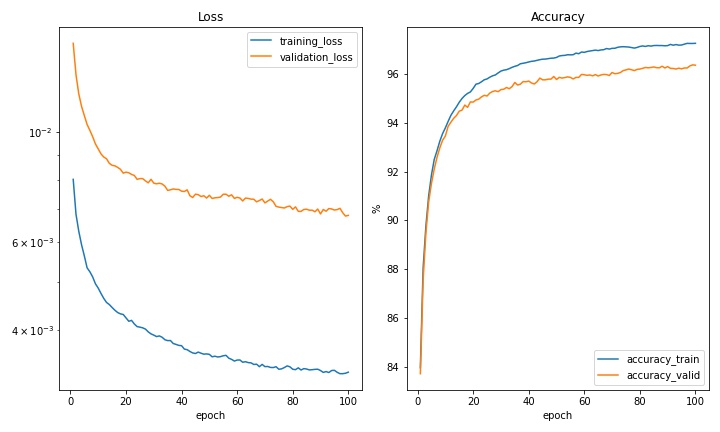 Loss
training_loss
validation_loss
10⁻²
6 × 10⁻³
4 × 10⁻³
0 20 40 60 80 100
epoch
Accuracy
%
96
94
92
90
88
86
84
accuracy_train
accuracy_valid
0 20 40 60 80 100
epoch